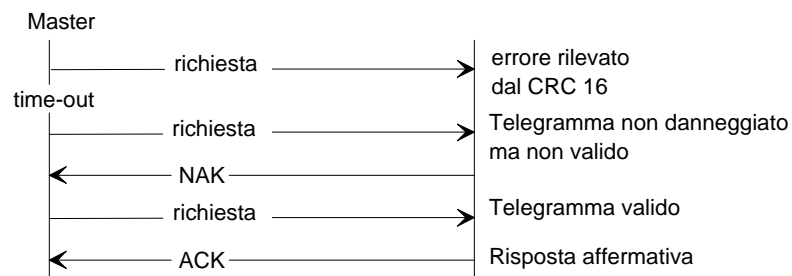 Master
richiesta
errore rilevato
dal CRC 16
time-out
richiesta
Telegramma non danneggiato
ma non valido
NAK
richiesta
Telegramma valido
ACK
Risposta affermativa